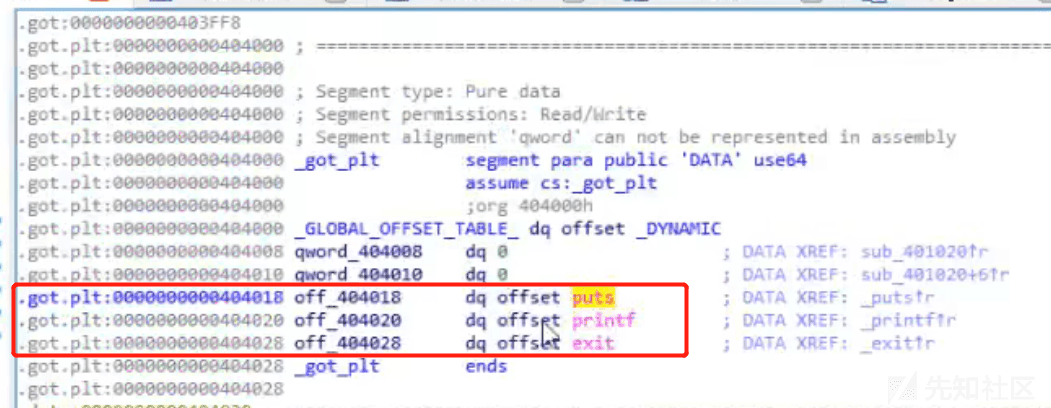 .got:0000000000403FF8
.got.plt:0000000000404000 ; ===========================================================================
.got.plt:0000000000404000
.got.plt:0000000000404000 ; Segment type: Pure data
.got.plt:0000000000404000 ; Segment permissions: Read/Write
.got.plt:0000000000404000 ; Segment alignment 'qword' can not be represented in assembly
.got.plt:0000000000404000 _got_plt segment para public 'DATA' use64
.got.plt:0000000000404000 assume cs:_got_plt
.got.plt:0000000000404000 ;org 404000h
.got.plt:0000000000404000 _GLOBAL_OFFSET_TABLE_ dq offset _DYNAMIC
.got.plt:0000000000404008 qword_404008 dq 0 ; DATA XREF: sub_401020↑r
.got.plt:0000000000404010 qword_404010 dq 0 ; DATA XREF: sub_401020+6↑r
.got.plt:0000000000404018 off_404018 dq offset puts ; DATA XREF: _puts↑r
.got.plt:0000000000404020 off_404020 dq offset printf ; DATA XREF: _printf↑r
.got.plt:0000000000404028 off_404028 dq offset exit ; DATA XREF: _exit↑r
.got.plt:0000000000404028 _got_plt ends
.got.plt:0000000000404028
先知社区